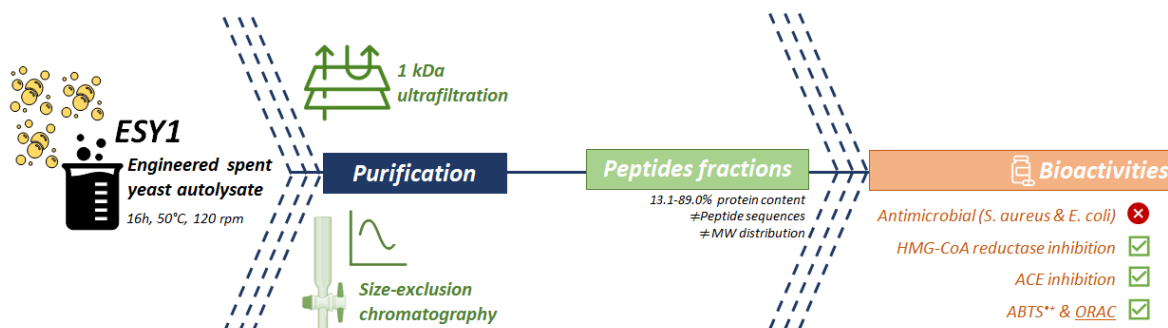 ESY1
Engineered spent
yeast autolysate
16h, 50°C, 120 rpm
1 kDa
ultrafiltration
Purification
Size-exclusion
chromatography
Peptides fractions
13.1-89.0% protein content
≠Peptide sequences
≠MW distribution
Bioactivities
Antimicrobial (S. aureus & E. coli)
HMG-CoA reductase inhibition
ACE inhibition
ABTS•+ & ORAC